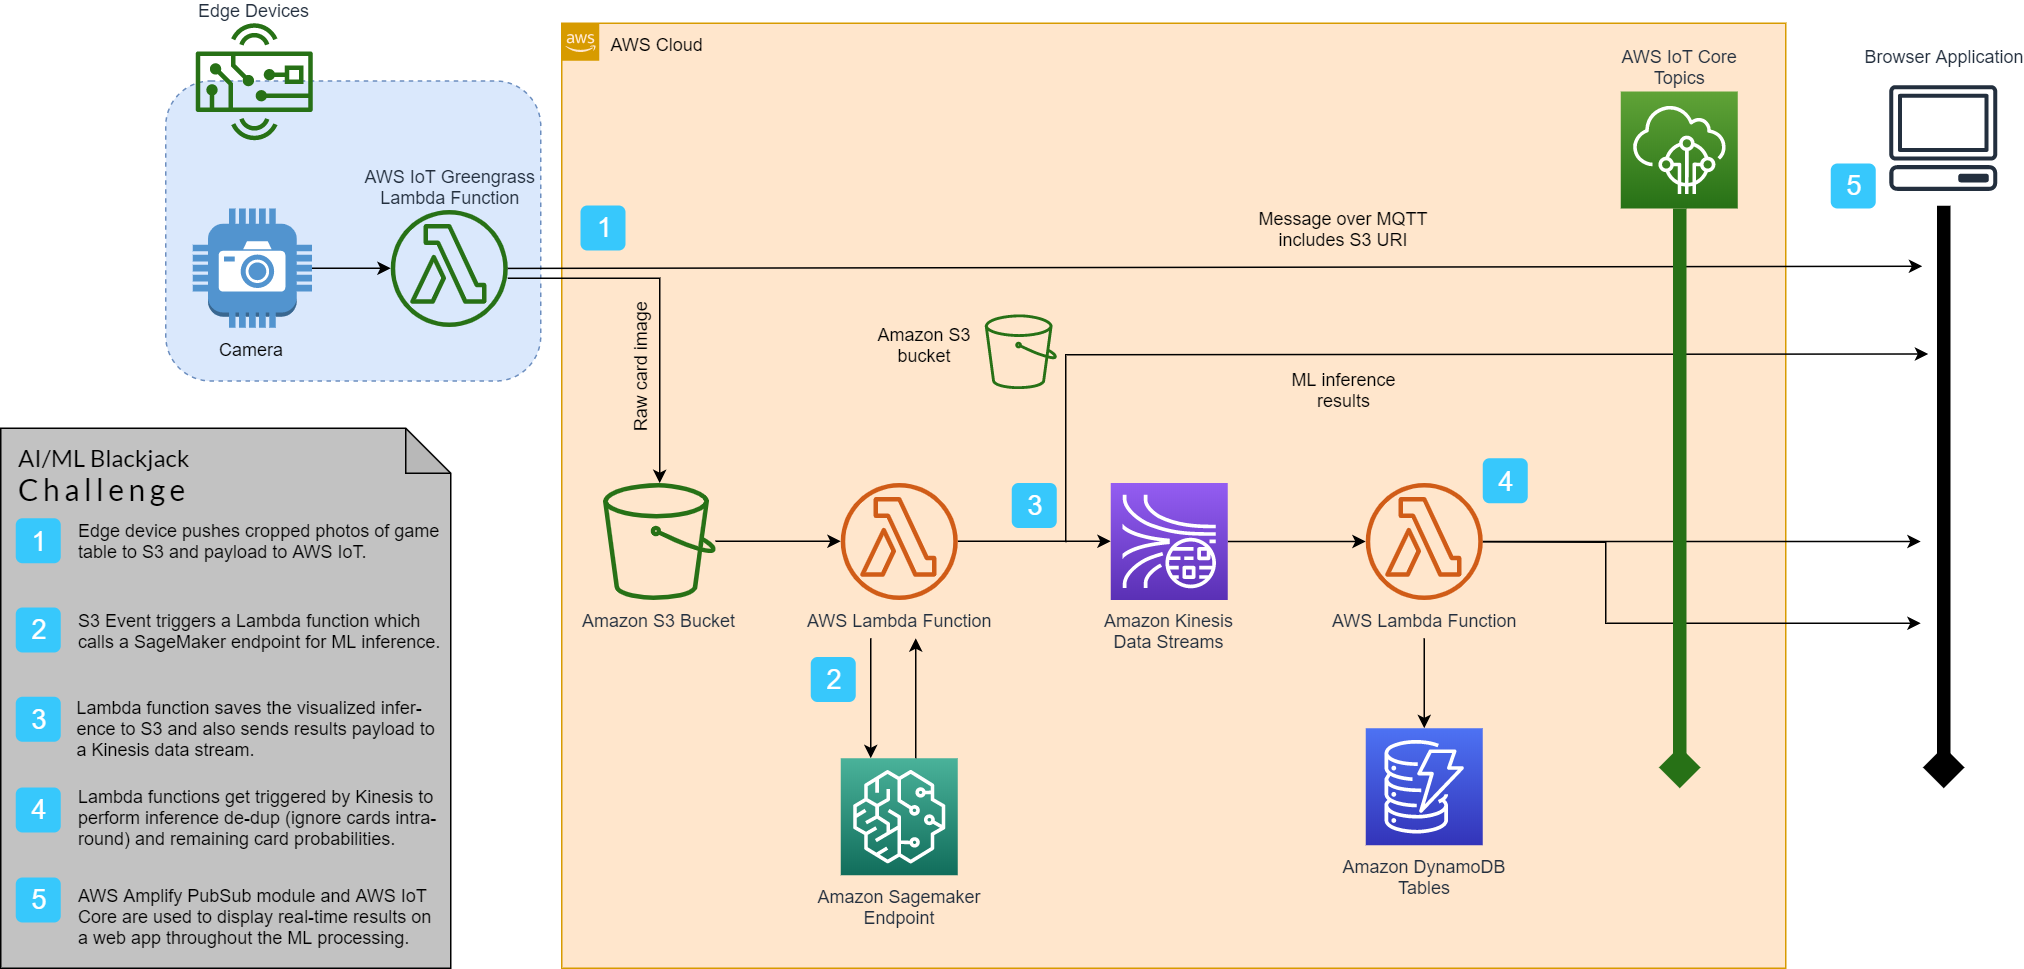 Edge Devices
aws
AWS Cloud
AWS IoT Core
Topics
Browser Application
AWS IoT Greengrass
Lambda Function
Camera
1
5
Message over MQTT
includes S3 URI
Raw card image
Amazon S3
bucket
ML inference
results
3
4
Amazon S3 Bucket
AWS Lambda Function
Amazon Kinesis
Data Streams
AWS Lambda Function
2
Amazon Sagemaker
Endpoint
Amazon DynamoDB
Tables
AI/ML Blackjack
Challenge
1
Edge device pushes cropped photos of game
table to S3 and payload to AWS IoT.
2
S3 Event triggers a Lambda function which
calls a SageMaker endpoint for ML inference.
3
Lambda function saves the visualized infer-
ence to S3 and also sends results payload to
a Kinesis data stream.
4
Lambda functions get triggered by Kinesis to
perform inference de-dup (ignore cards intra-
round) and remaining card probabilities.
5
AWS Amplify PubSub module and AWS IoT
Core are used to display real-time results on
a web app throughout the ML processing.